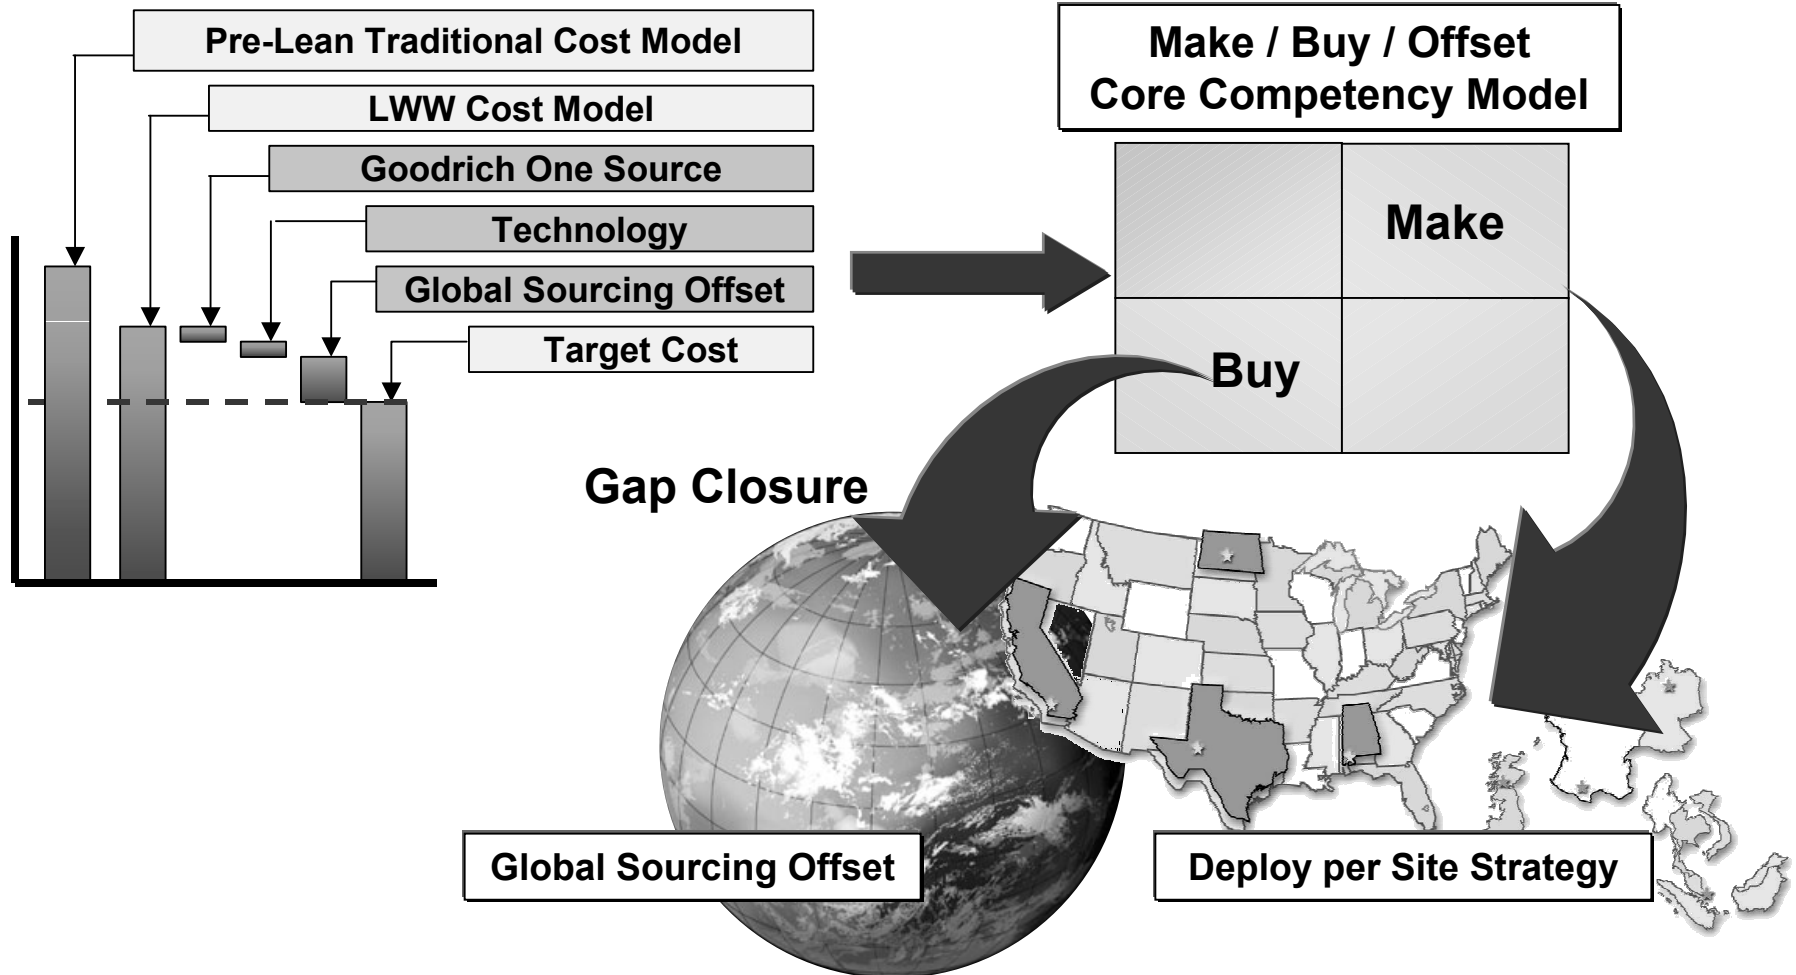 Pre-Lean Traditional Cost Model
LWW Cost Model
Goodrich One Source
Technology
Global Sourcing Offset
Target Cost
Make / Buy / Offset
Core Competency Model
Make
Buy
Gap Closure
Global Sourcing Offset
Deploy per Site Strategy